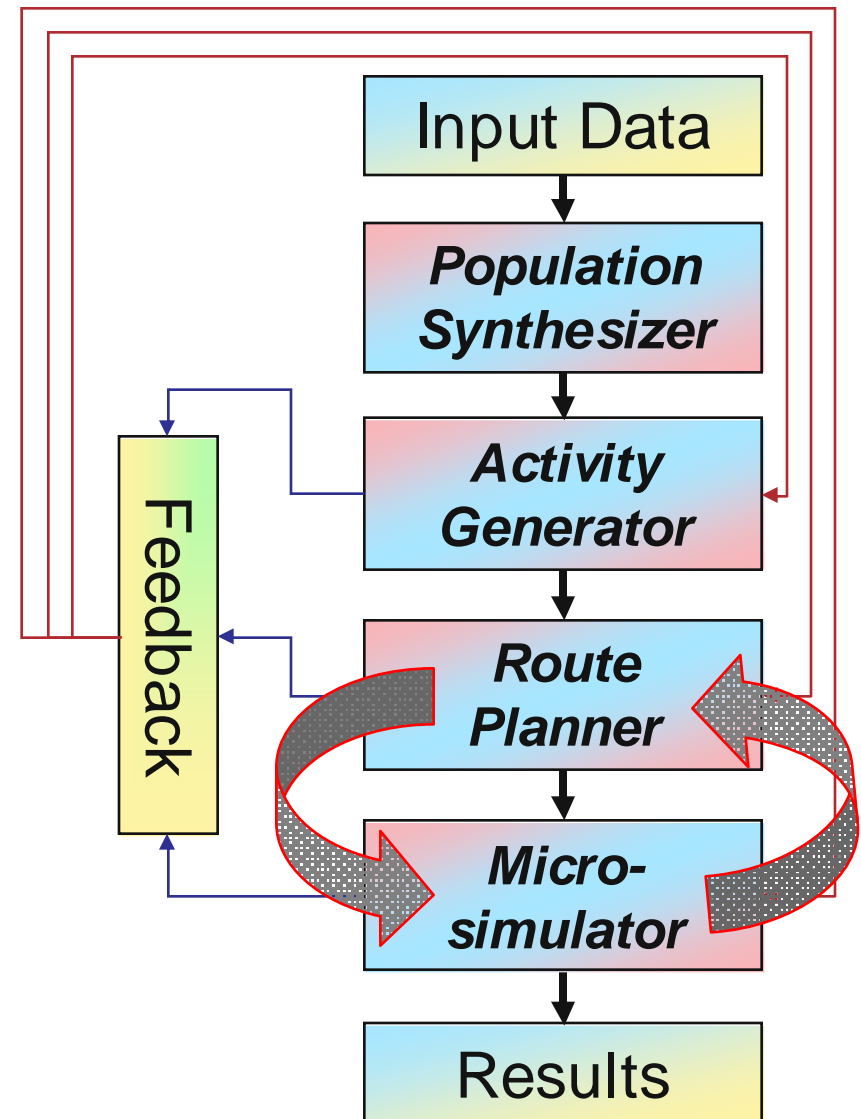 Input Data
Population
Synthesizer
Activity
Generator
Feedback
Route
Planner
Micro-
simulator
Results